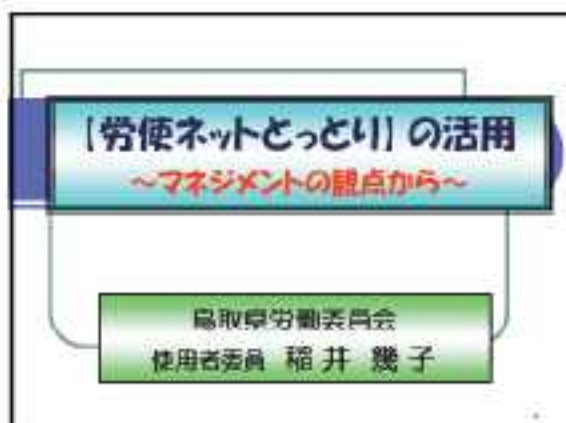 【労使ネットとっとり】の活用
～マネジメントの観点から～
鳥取県労働委員会
使用者委員 稲井 幾子